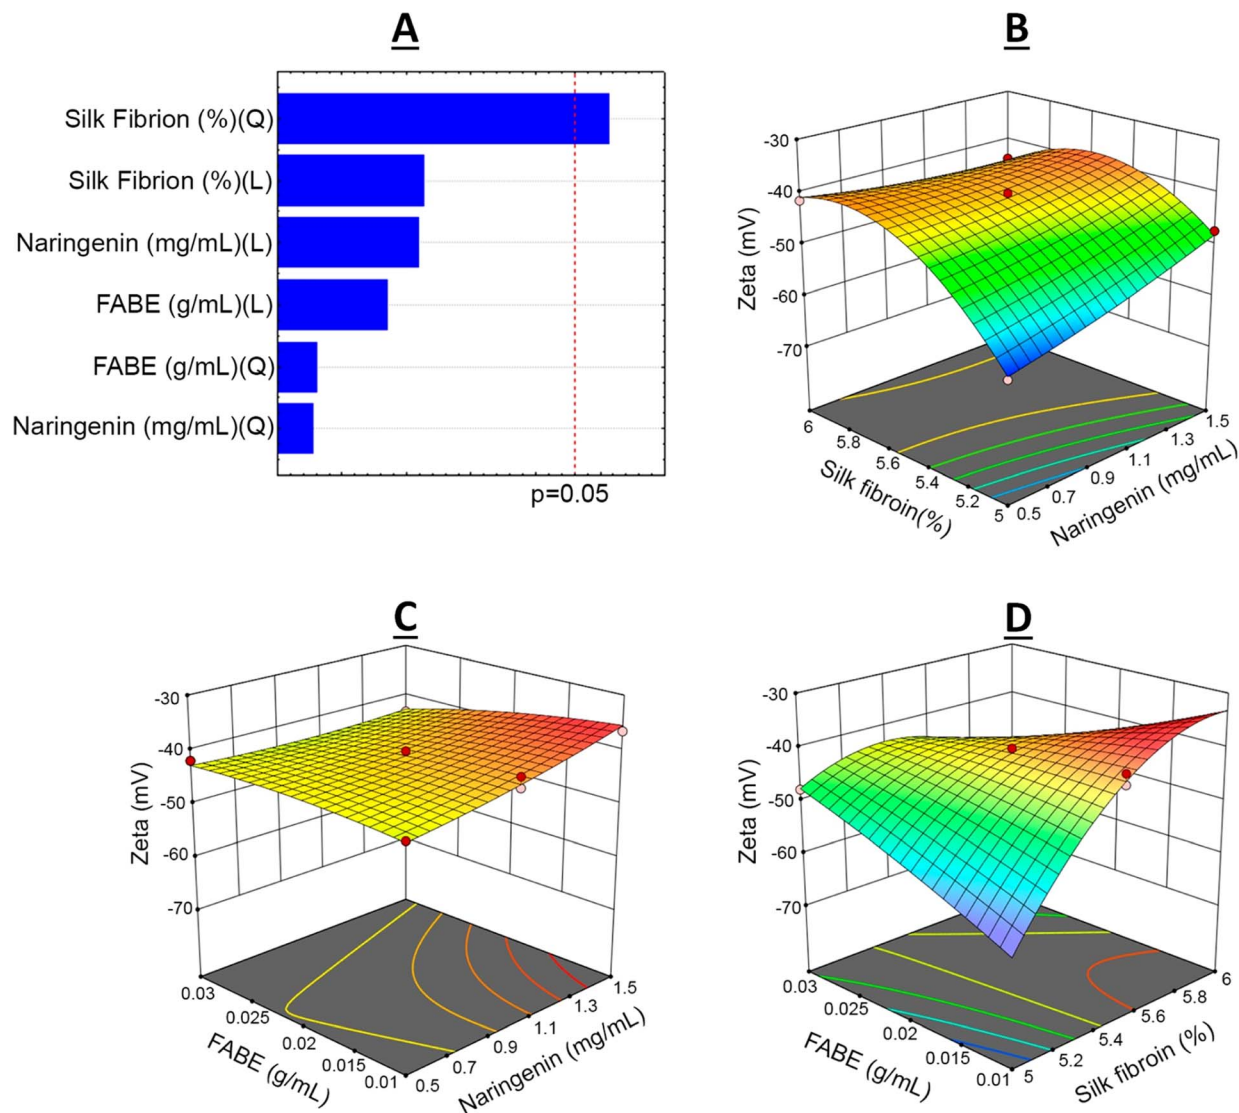 A
Silk Fibrion (%)(Q)
Silk Fibrion (%)(L)
Naringenin (mg/mL)(L)
FABE (g/mL)(L)
FABE (g/mL)(Q)
Naringenin (mg/mL)(Q)
p=0.05
B
-30
-40
-50
-60
-70
Zeta (mV)
6
5.8
5.6
5.4
5.2
5
Silk fibroin(%)
0.5
0.7
0.9
1.1
1.3
1.5
Naringenin (mg/mL)
C
-30
-40
-50
-60
-70
Zeta (mV)
0.03
0.025
0.02
0.015
0.01
FABE (g/mL)
0.5
0.7
0.9
1.1
1.3
1.5
Naringenin (mg/mL)
D
-30
-40
-50
-60
-70
Zeta (mV)
0.03
0.025
0.02
0.015
0.01
FABE (g/mL)
5
5.2
5.4
5.6
5.8
6
Silk fibroin (%)